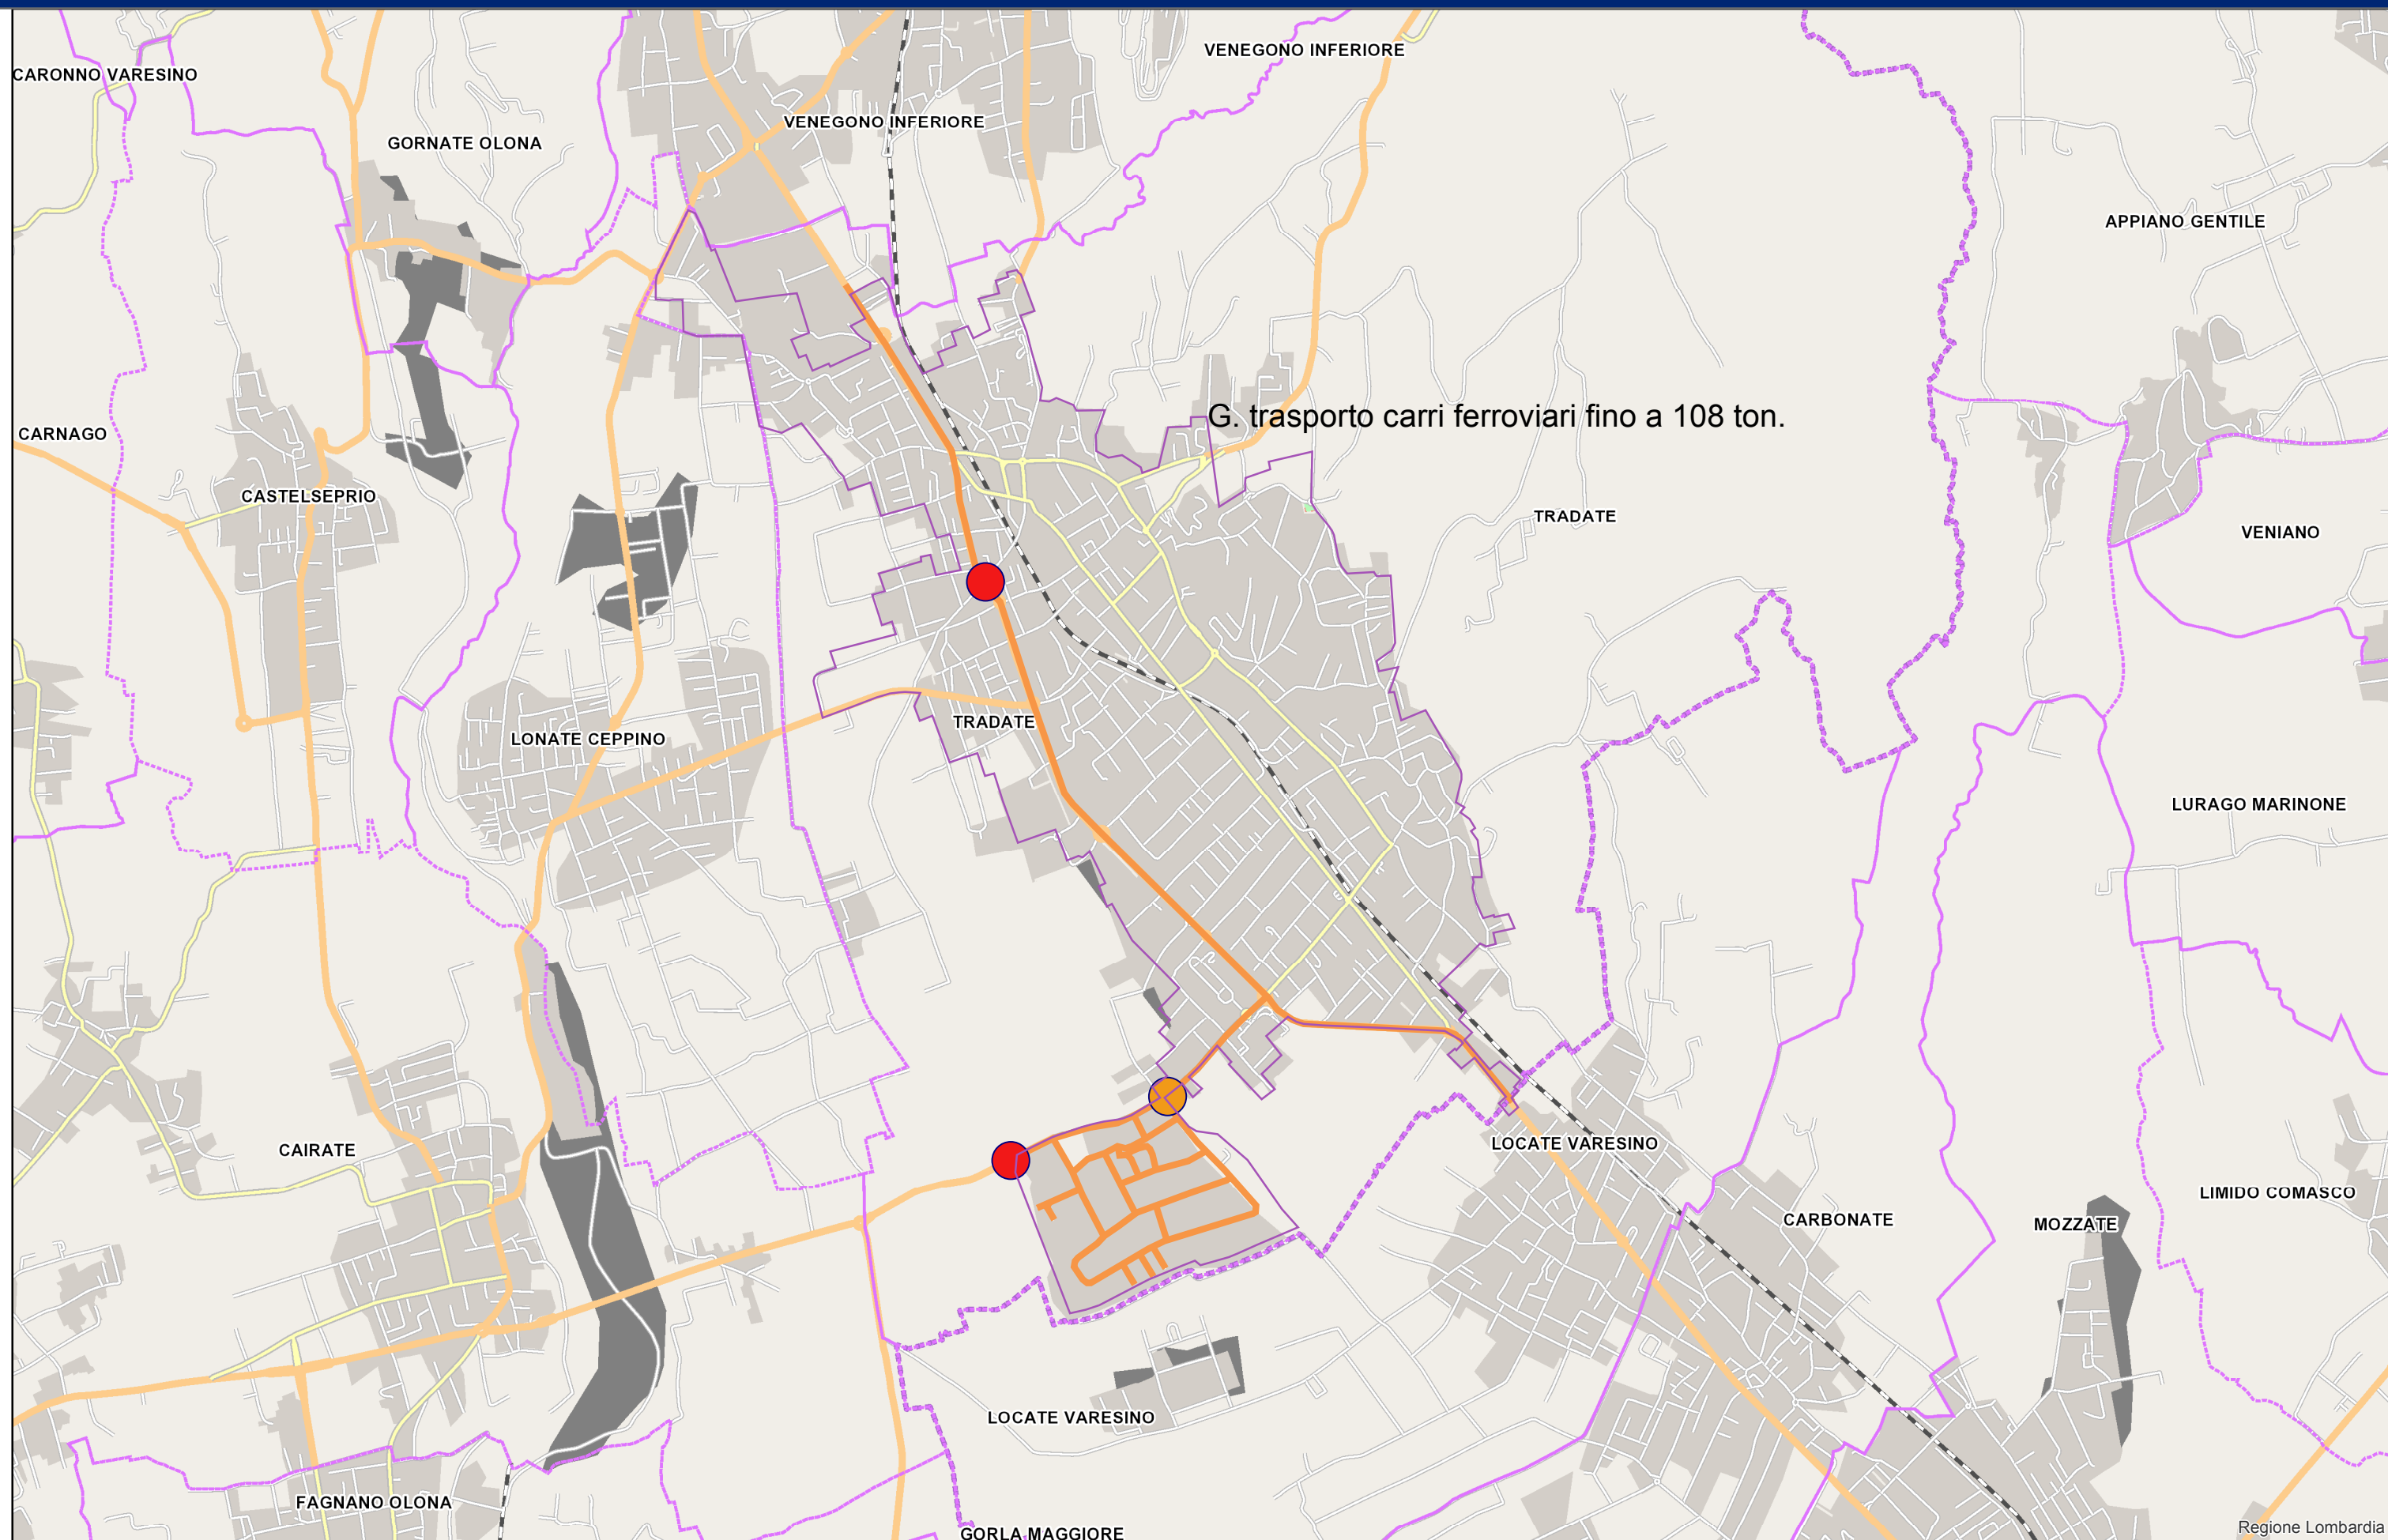 VENEGONO INFERIORE
CARONNO VARESINO
VENEGONO INFERIORE
GORNATE OLONA
APPIANO GENTILE
G. trasporto carri ferroviari fino a 108 ton.
CARNAGO
CASTELSEPRIO
TRADATE
VENIANO
TRADATE
LONATE CEPPINO
LURAGO MARINONE
LOCATE VARESINO
CAIRATE
LIMIDO COMASCO
CARBONATE
MOZZATE
LOCATE VARESINO
FAGNANO OLONA
Regione Lombardia
GORLA MAGGIORE